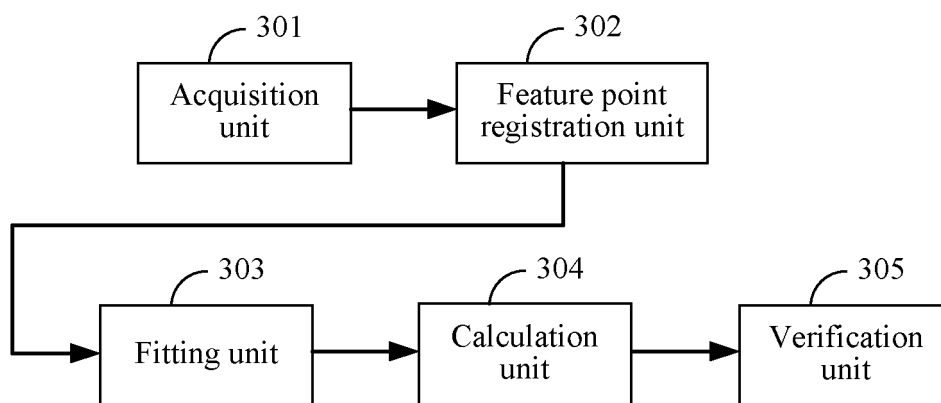 301
302
Acquisition
unit
Feature point
registration unit
303
304
305
Fitting unit
Calculation
unit
Verification
unit